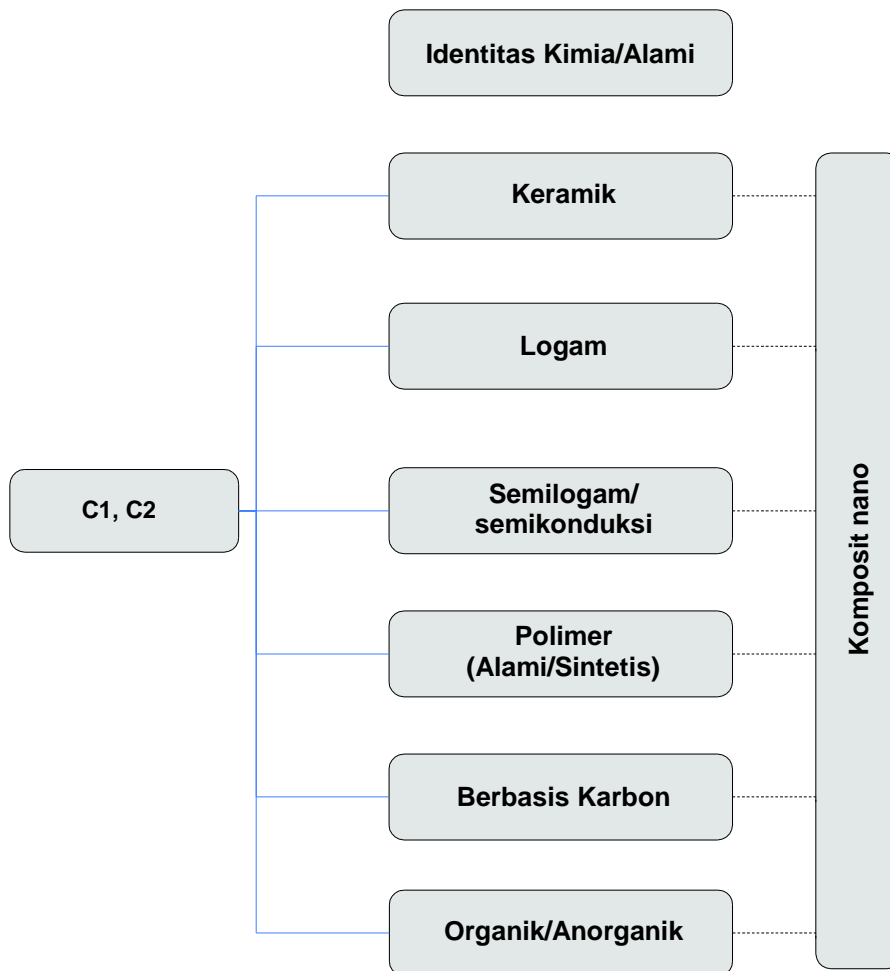 Identitas Kimia/Alami
Keramik
Logam
C1, C2
Semilogam/
semikonduksi
Polimer
(Alami/Sintetis)
Berbasis Karbon
Organik/Anorganik
Komposit nano